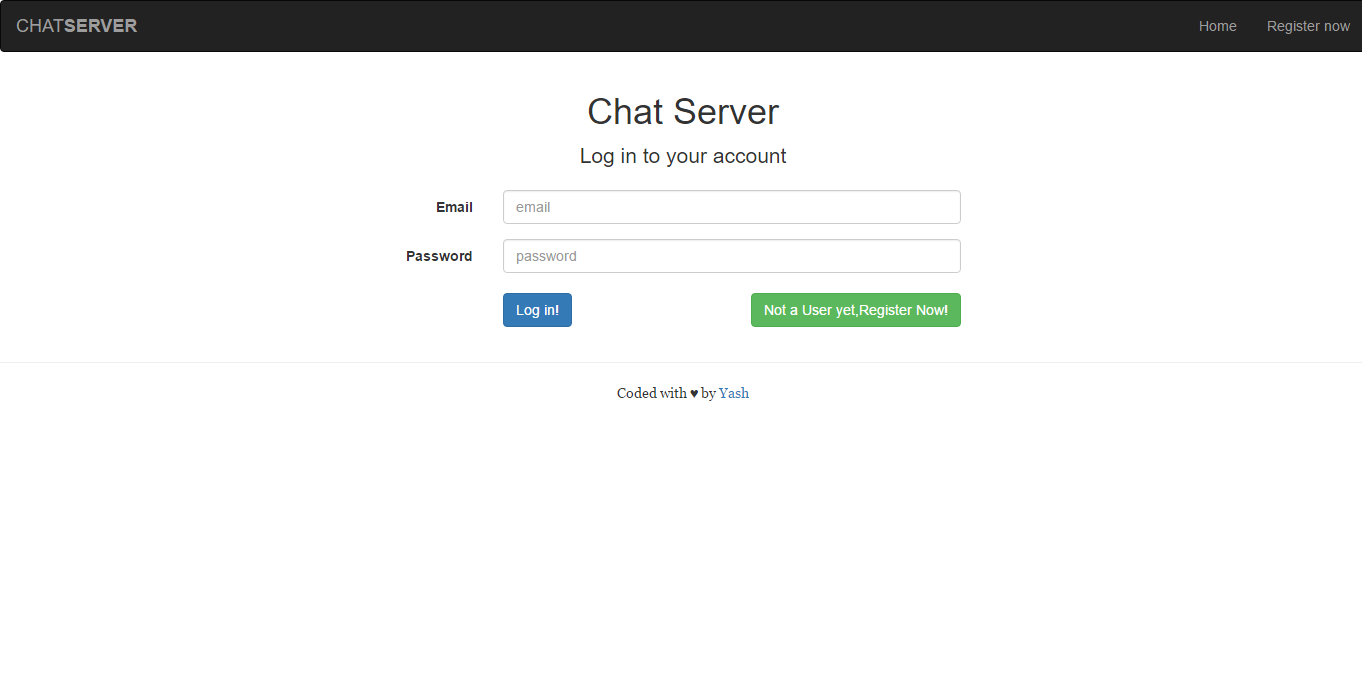 CHATSERVER Home Register now
Chat Server
Log in to your account
Email email
Password password
Log in! Not a User yet,Register Now!
Coded with ♥ by Yash